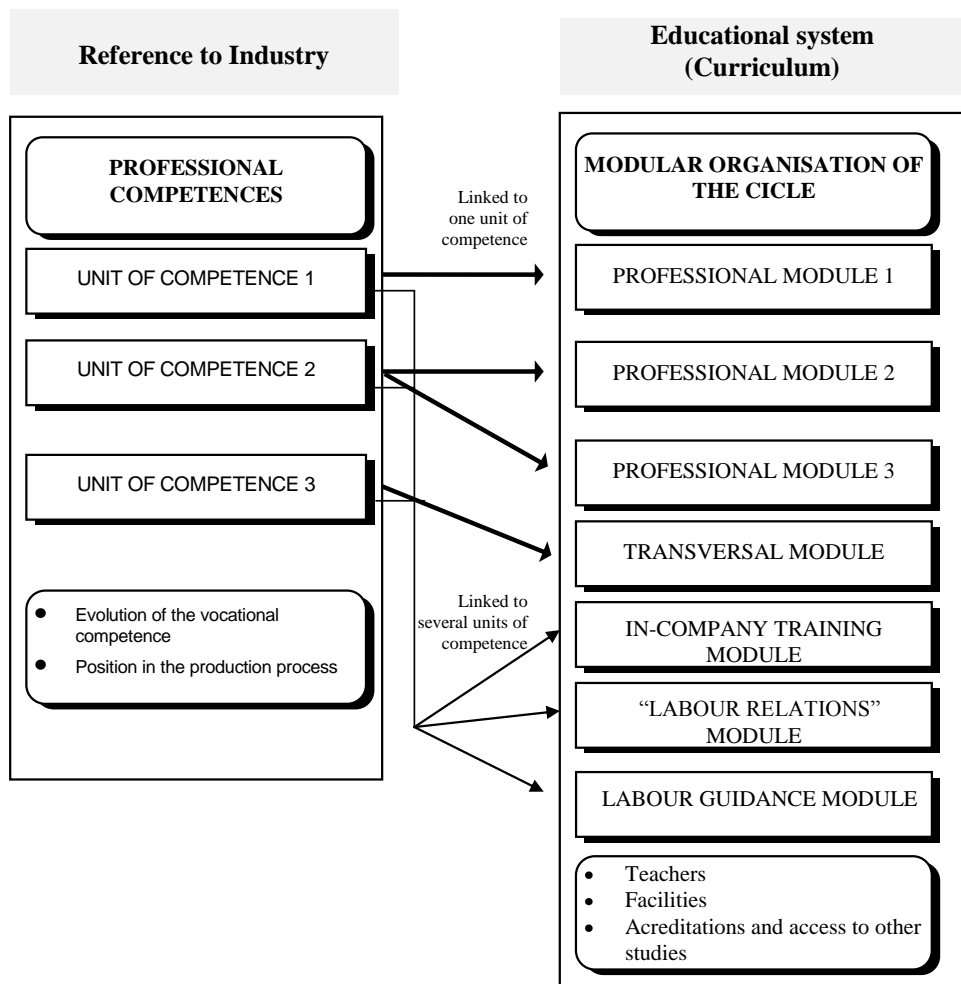 Reference to Industry
Educational system
(Curriculum)
PROFESSIONAL
COMPETENCES
UNIT OF COMPETENCE 1
UNIT OF COMPETENCE 2
UNIT OF COMPETENCE 3
● Evolution of the vocational
competence
● Position in the production process
Linked to
one unit of
competence
Linked to
several units of
competence
MODULAR ORGANISATION OF
THE CICLE
PROFESSIONAL MODULE 1
PROFESSIONAL MODULE 2
PROFESSIONAL MODULE 3
TRANSVERSAL MODULE
IN-COMPANY TRAINING
MODULE
“LABOUR RELATIONS”
MODULE
LABOUR GUIDANCE MODULE
• Teachers
• Facilities
• Acreditations and access to other
studies